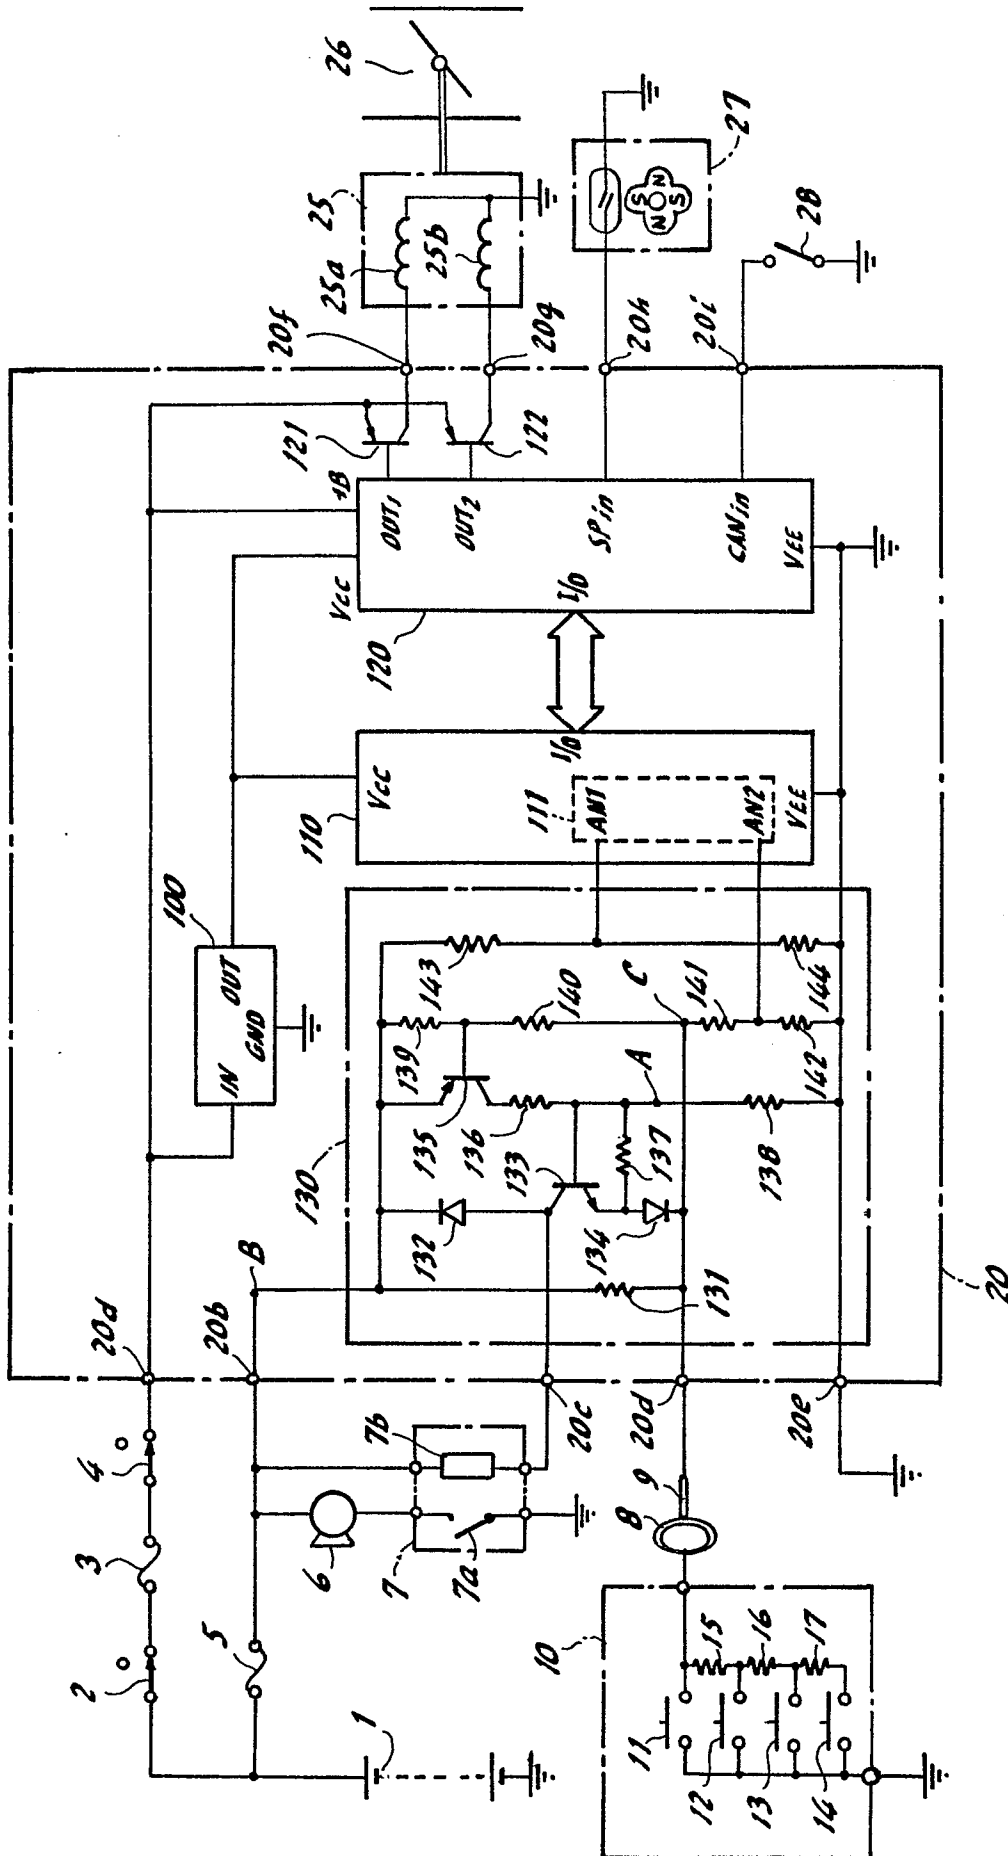 1
2
3
4
5
6
7
7a
7b
8
9
10
11
12
13
14
15
16
17
20d
20b
B
20c
20d
20e
20
100
IN
OUT
GND
130
131
132
133
134
135
136
137
138
139
140
141
142
143
144
A
C
110
Vcc
I/O
111
AN1
AN2
VEE
120
Vcc
+B
OUT1
OUT2
SPin
CANin
VEE
I/O
121
122
20f
20g
20h
20i
25
25a
25b
26
27
N
S
N
S
28